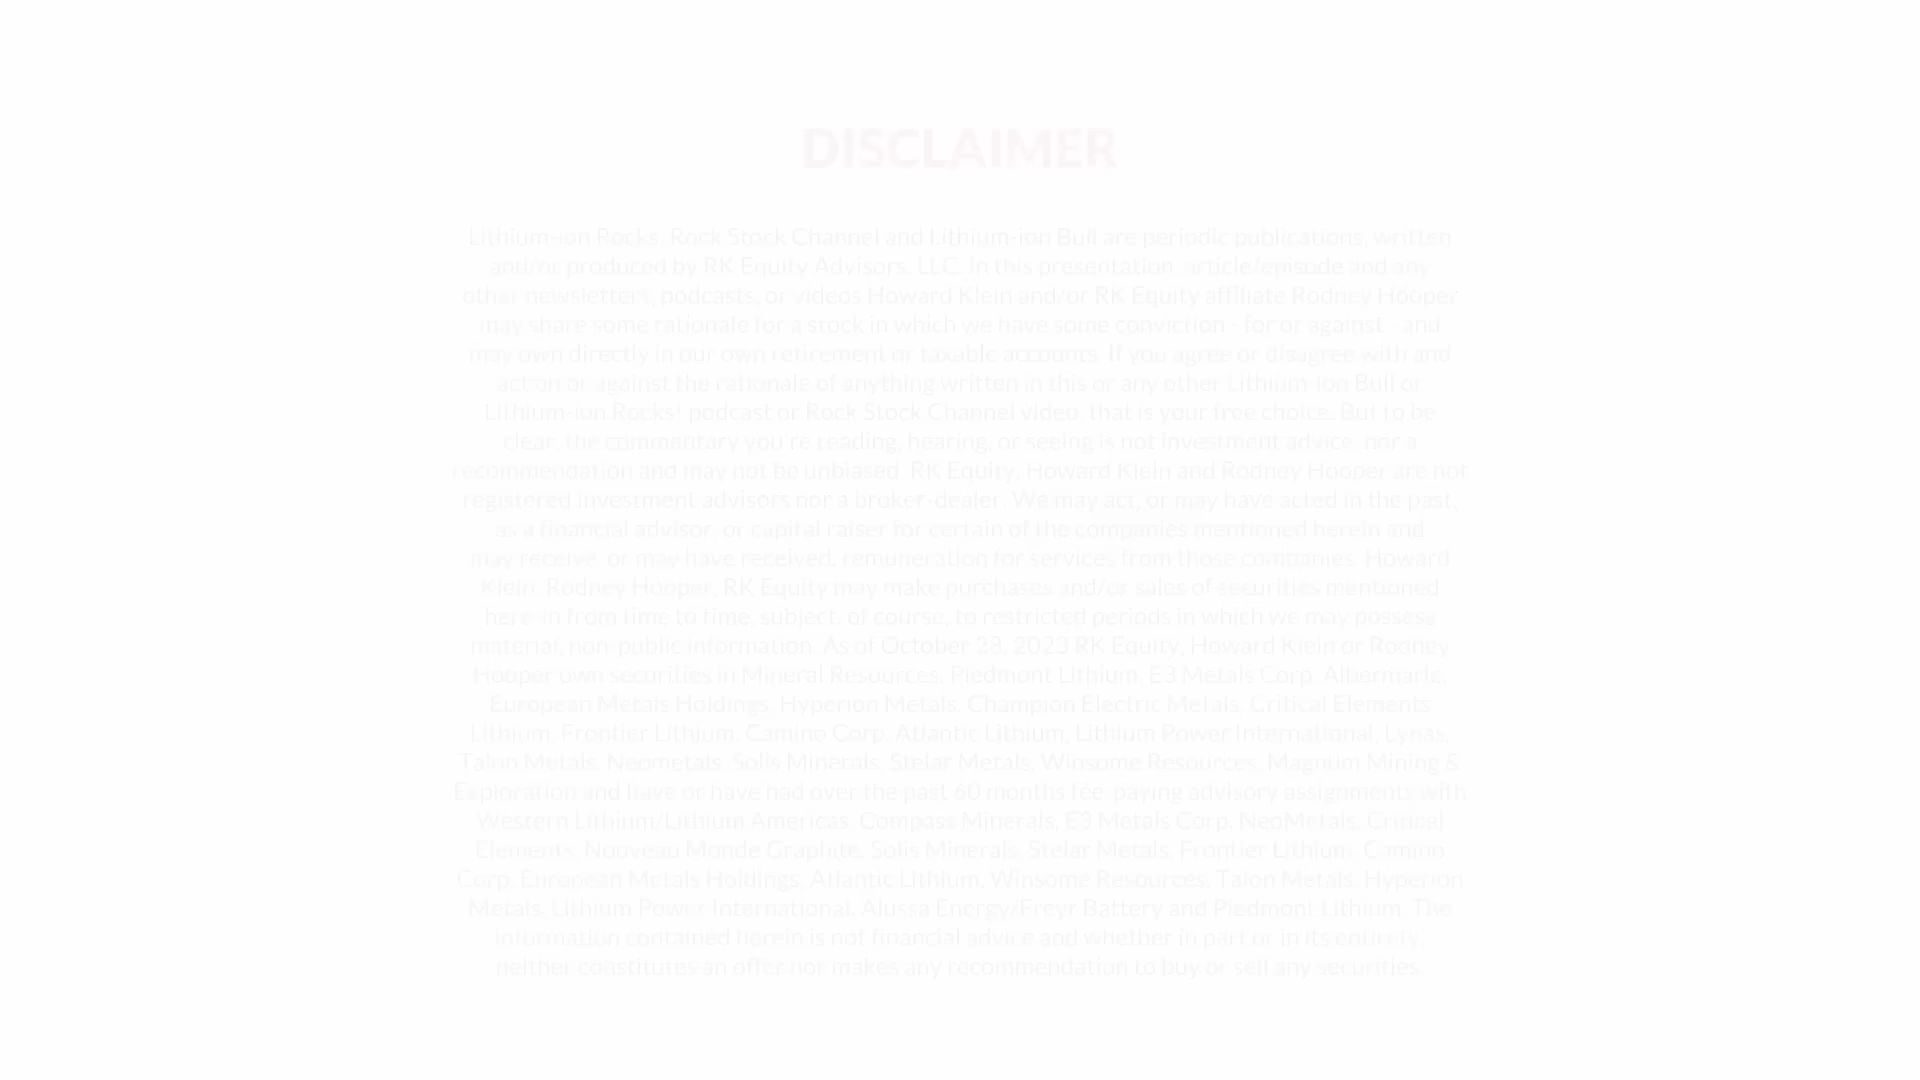 DISCLAIMER
Lithium-ion Rocks, Rock Stock Channel and Lithium-ion Bull are periodic publications, written
and/or produced by RK Equity Advisors, LLC. In this presentation, article/episode and any
other newsletters, podcasts, or videos Howard Klein and/or RK Equity affiliate Rodney Hooper
may share some rationale for a stock in which we have some conviction - for or against - and
may own directly in our own retirement or taxable accounts. If you agree or disagree with and
act on or against the rationale of anything written in this or any other Lithium-ion Bull or
Lithium-ion Rocks! podcast or Rock Stock Channel video, that is your free choice. But to be
clear: the commentary you're reading, hearing, or seeing is not investment advice, nor a
recommendation and may not be unbiased. RK Equity, Howard Klein and Rodney Hooper are not
registered investment advisors nor a broker-dealer. We may act, or may have acted in the past,
as a financial advisor, or capital raiser for certain of the companies mentioned herein and
may receive, or may have received, remuneration for services from those companies. Howard
Klein, Rodney Hooper, RK Equity may make purchases and/or sales of securities mentioned
here-in from time to time, subject, of course, to restricted periods in which we may possess
material, non-public information. As of October 28, 2023 RK Equity, Howard Klein or Rodney
Hooper own securities in Mineral Resources, Piedmont Lithium, E3 Metals Corp, Albermarle,
European Metals Holdings, Hyperion Metals, Champion Electric Metals, Critical Elements
Lithium, Frontier Lithium, Camino Corp, Atlantic Lithium, Lithium Power International, Lynas,
Talon Metals, Neometals, Solis Minerals, Stelar Metals, Winsome Resources, Magnum Mining &
Exploration and have or have had over the past 60 months fee-paying advisory assignments with
Western Lithium/Lithium Americas, Compass Minerals, E3 Metals Corp, NeoMetals, Critical
Elements, Nouveau Monde Graphite, Solis Minerals, Stelar Metals, Frontier Lithium, Camino
Corp, European Metals Holdings, Atlantic Lithium, Winsome Resources, Talon Metals, Hyperion
Metals, Lithium Power International, Alussa Energy/Freyr Battery and Piedmont Lithium. The
information contained herein is not financial advice and whether in part or in its entirety,
neither constitutes an offer nor makes any recommendation to buy or sell any securities.